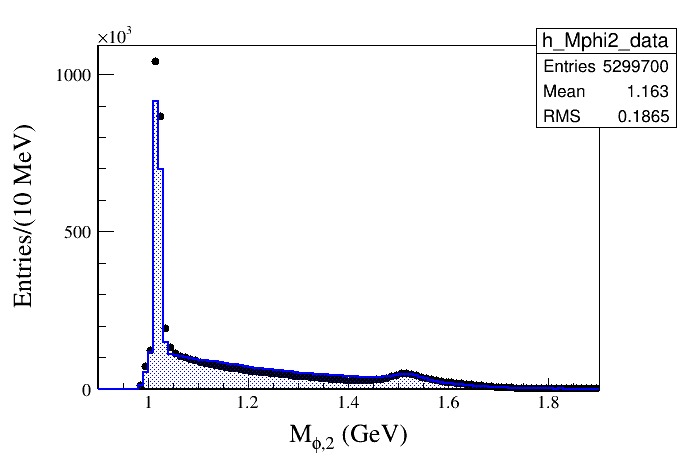 ×10³
h_Mphi2_data
Entries 5299700
Mean 1.163
RMS 0.1865
1000
500
0
Entries/(10 MeV)
1 1.2 1.4 1.6 1.8
M_ϕ,2 (GeV)